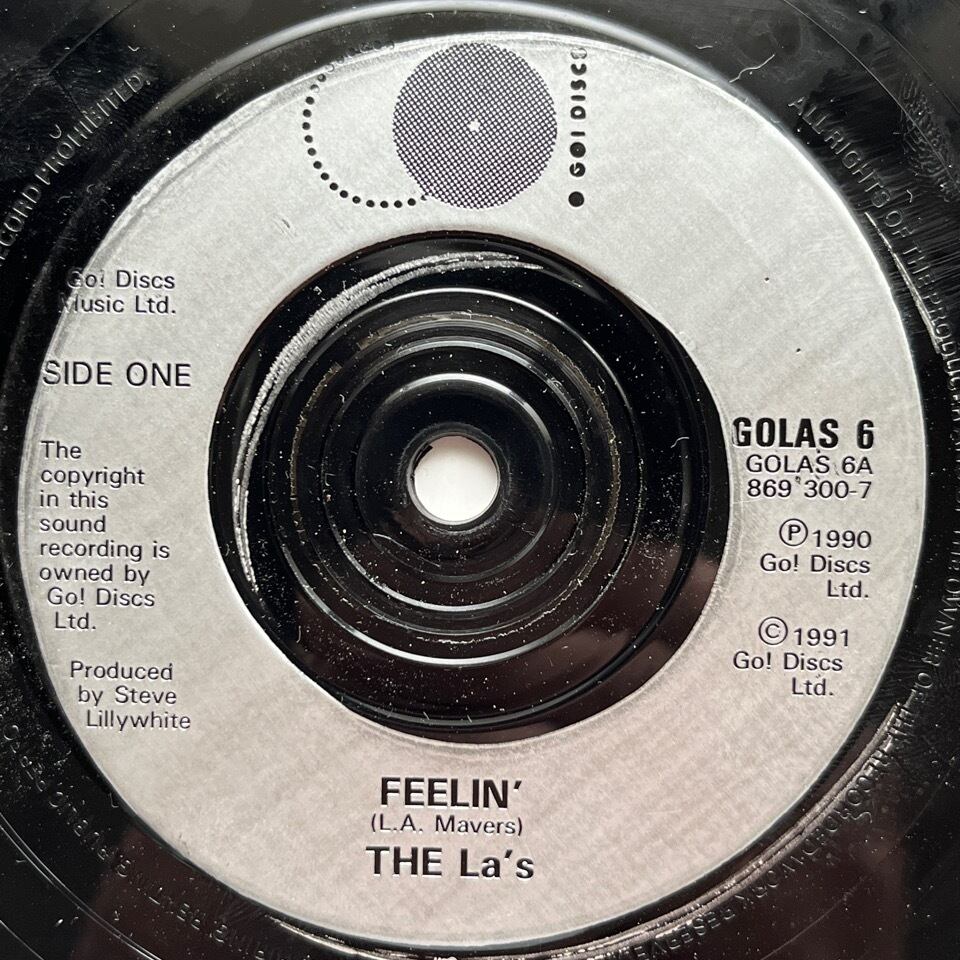 GO! DISCS
Go! Discs
Music Ltd.
SIDE ONE
The
copyright
in this
sound
recording is
owned by
Go! Discs
Ltd.
Produced
by Steve
Lillywhite
GOLAS 6
GOLAS 6A
869 300-7
Ⓟ 1990
Go! Discs
Ltd.
© 1991
Go! Discs
Ltd.
FEELIN'
(L.A. Mavers)
THE La's
ALL RIGHTS OF THE PRODUCER
RECORD PROHIBITED.